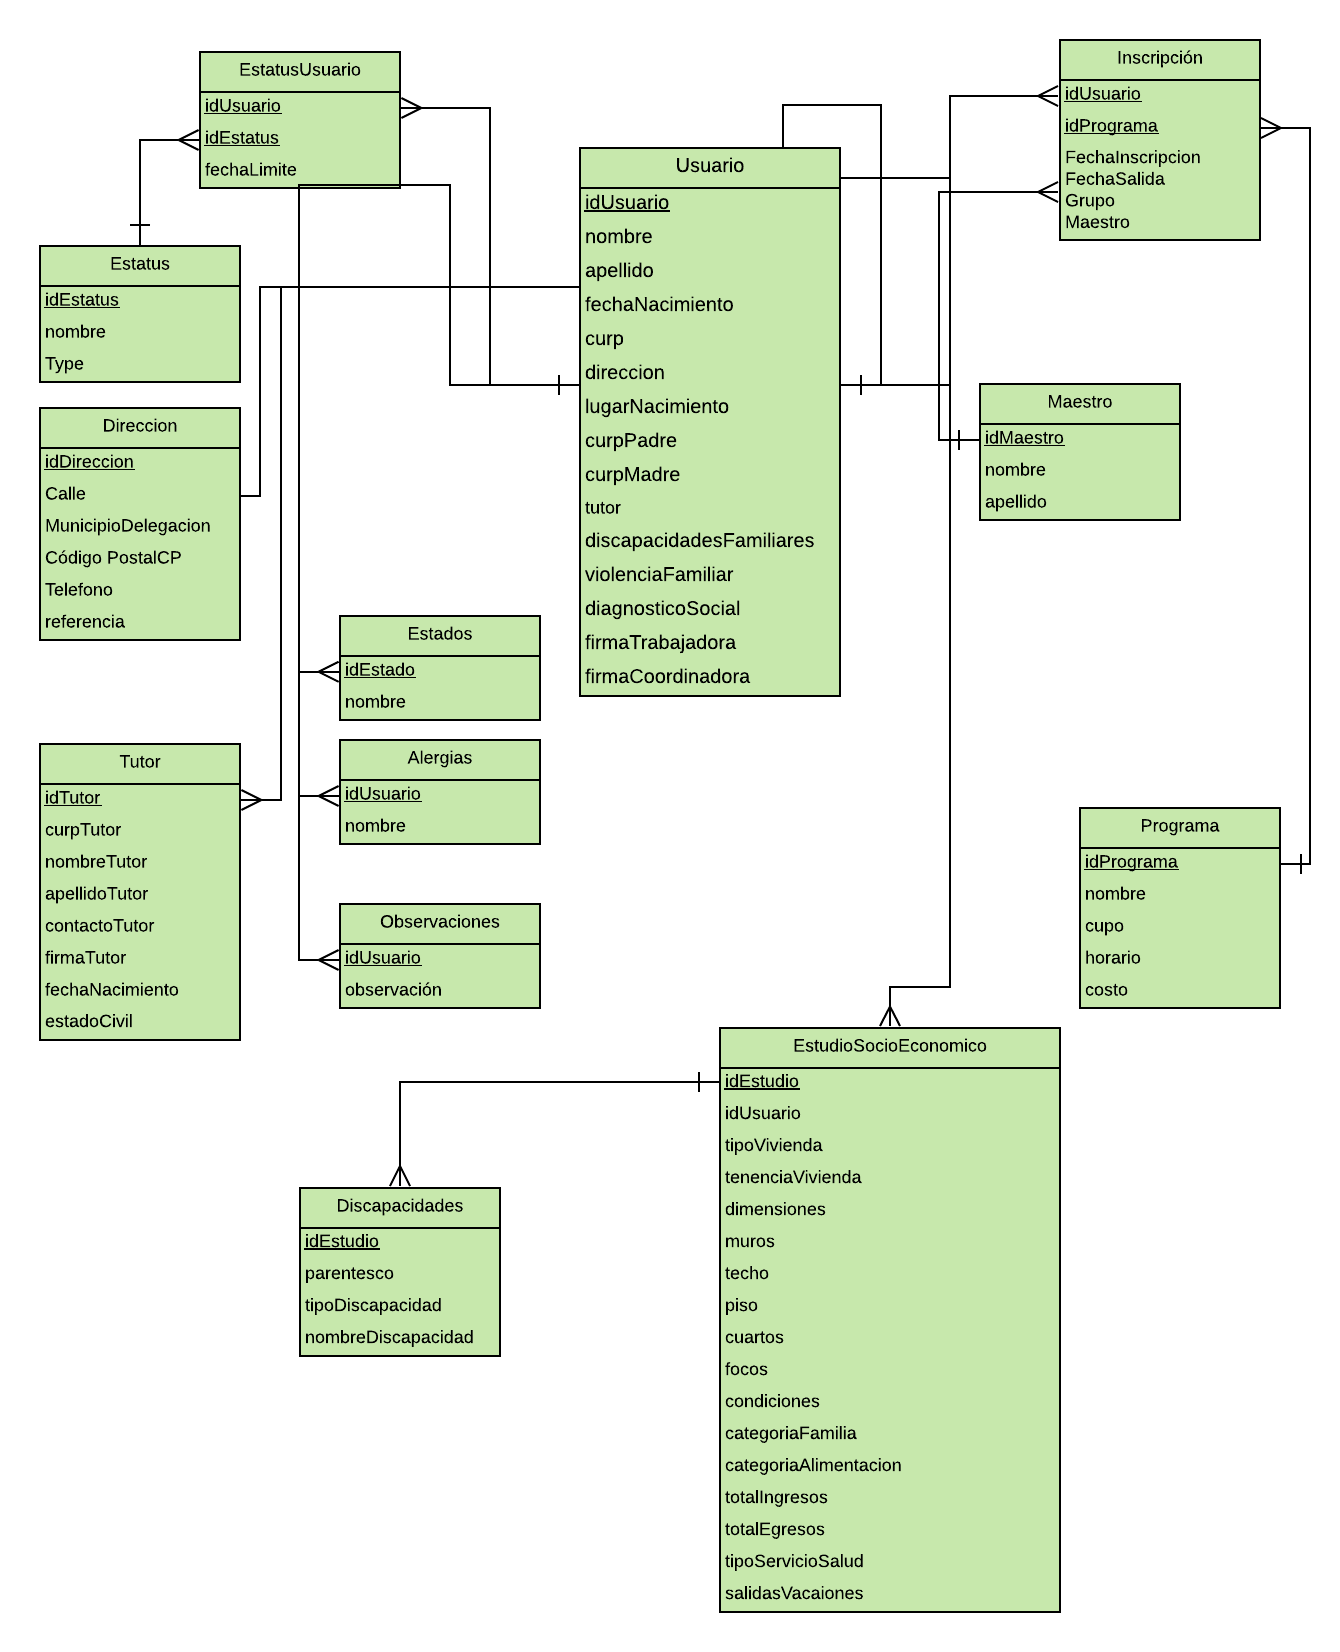 EstatusUsuario
idUsuario
idEstatus
fechaLimite
Inscripción
idUsuario
idPrograma
FechaInscripcion
FechaSalida
Grupo
Maestro
Usuario
idUsuario
nombre
apellido
fechaNacimiento
curp
direccion
lugarNacimiento
curpPadre
curpMadre
tutor
discapacidadesFamiliares
violenciaFamiliar
diagnosticoSocial
firmaTrabajadora
firmaCoordinadora
Estatus
idEstatus
nombre
Type
Maestro
idMaestro
nombre
apellido
Direccion
idDireccion
Calle
MunicipioDelegacion
Código PostalCP
Telefono
referencia
Estados
idEstado
nombre
Tutor
idTutor
curpTutor
nombreTutor
apellidoTutor
contactoTutor
firmaTutor
fechaNacimiento
estadoCivil
Alergias
idUsuario
nombre
Programa
idPrograma
nombre
cupo
horario
costo
Observaciones
idUsuario
observación
EstudioSocioEconomico
idEstudio
idUsuario
tipoVivienda
tenenciaVivienda
dimensiones
muros
techo
piso
cuartos
focos
condiciones
categoriaFamilia
categoriaAlimentacion
totalIngresos
totalEgresos
tipoServicioSalud
salidasVacaiones
Discapacidades
idEstudio
parentesco
tipoDiscapacidad
nombreDiscapacidad